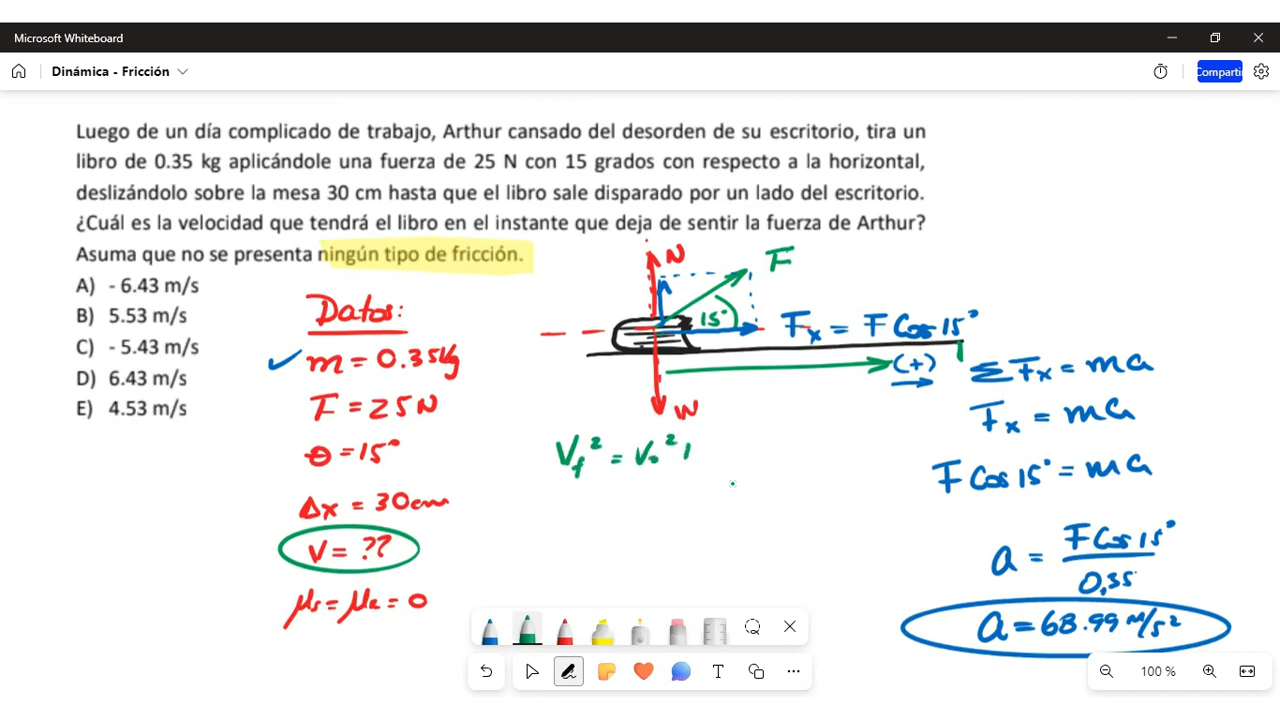 Microsoft Whiteboard
Dinámica - Fricción
Comparti
Luego de un día complicado de trabajo, Arthur cansado del desorden de su escritorio, tira un
libro de 0.35 kg aplicándole una fuerza de 25 N con 15 grados con respecto a la horizontal,
deslizándolo sobre la mesa 30 cm hasta que el libro sale disparado por un lado del escritorio.
¿Cuál es la velocidad que tendrá el libro en el instante que deja de sentir la fuerza de Arthur?
Asuma que no se presenta ningún tipo de fricción.
A) - 6.43 m/s
B) 5.53 m/s
C) - 5.43 m/s
D) 6.43 m/s
E) 4.53 m/s
Datos:
m = 0.35Kg
F = 25N
θ = 15°
Δx = 30cm
v = ??
μs = μk = 0
N
F
15°
Fx = F Cos 15°
(+)
W
Vf² = V₀²
ΣFx = ma
Fx = ma
F Cos 15° = ma
a = F Cos 15° / 0,35
a = 68.99 m/s²
100 %